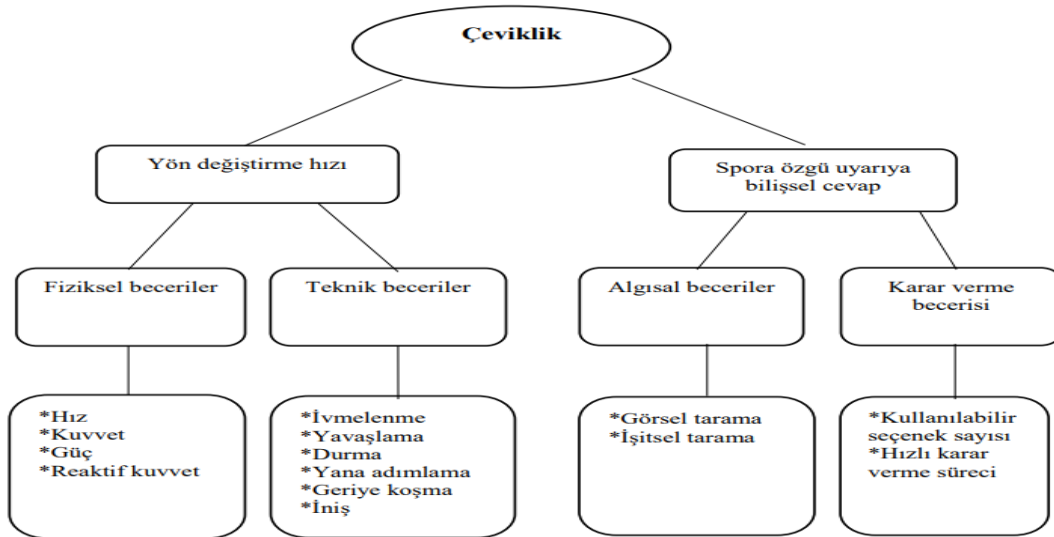 Çeviklik
Yön değiştirme hızı
Spora özgü uyarıya
bilişsel cevap
Fiziksel beceriler
Teknik beceriler
Algısal beceriler
Karar verme
becerisi
*Hız
*Kuvvet
*Güç
*Reaktif kuvvet
*İvmelenme
*Yavaşlama
*Durma
*Yana adımlama
*Geriye koşma
*İniş
*Görsel tarama
*İşitsel tarama
*Kullanılabilir
seçenek sayısı
*Hızlı karar
verme süreci